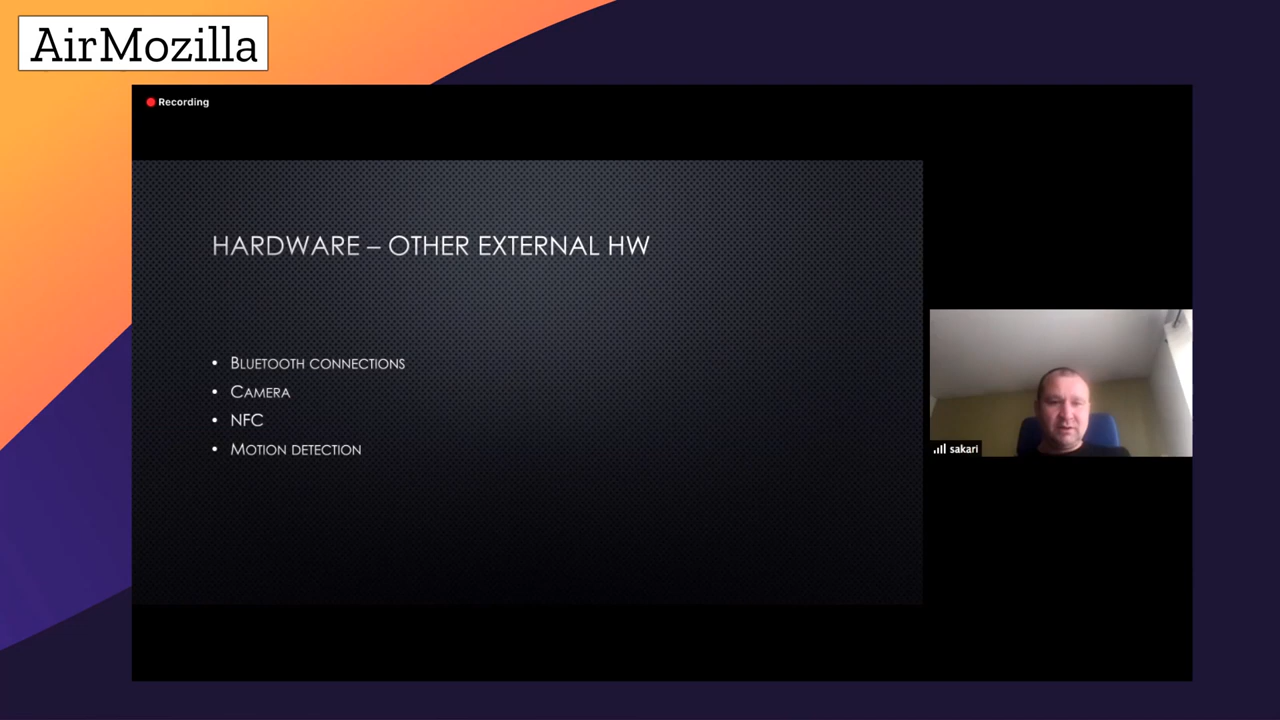 AirMozilla
Recording
HARDWARE – OTHER EXTERNAL HW
• BLUETOOTH CONNECTIONS
• CAMERA
• NFC
• MOTION DETECTION
sakari